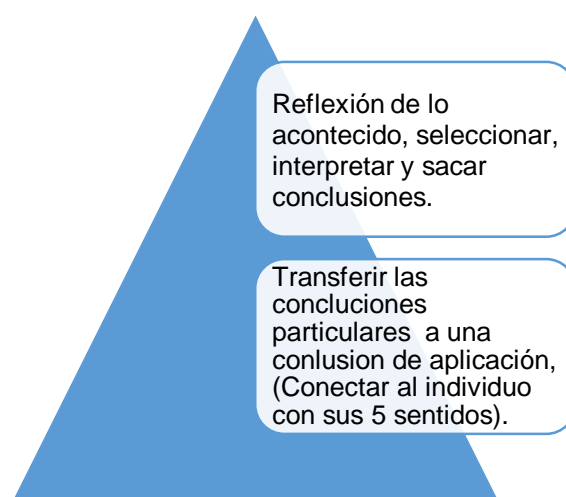 Reflexión de lo
acontecido, seleccionar,
interpretar y sacar
conclusiones.
Transferir las
concluciones
particulares a una
conlusion de aplicación,
(Conectar al individuo
con sus 5 sentidos).